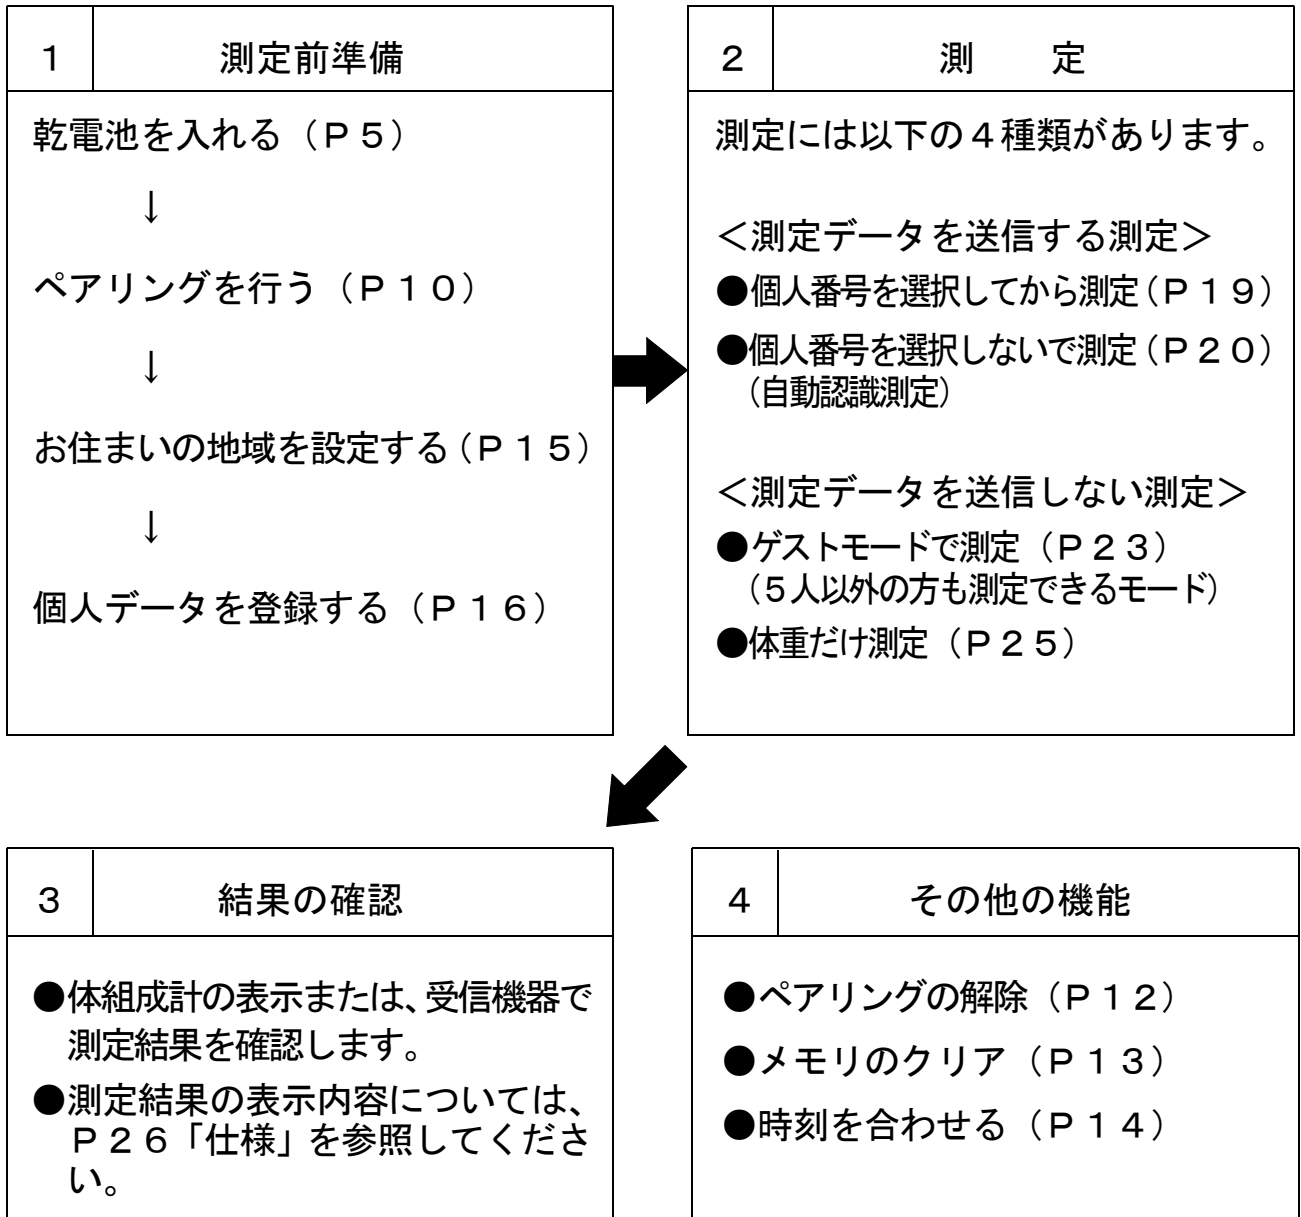 1 測定前準備
乾電池を入れる（Ｐ５）
↓
ペアリングを行う（Ｐ１０）
↓
お住まいの地域を設定する（Ｐ１５）
↓
個人データを登録する（Ｐ１６）
2 測　定
測定には以下の４種類があります。
＜測定データを送信する測定＞
●個人番号を選択してから測定（Ｐ１９）
●個人番号を選択しないで測定（Ｐ２０）
（自動認識測定）
＜測定データを送信しない測定＞
●ゲストモードで測定（Ｐ２３）
（５人以外の方も測定できるモード）
●体重だけ測定（Ｐ２５）
3 結果の確認
●体組成計の表示または、受信機器で
測定結果を確認します。
●測定結果の表示内容については、
Ｐ２６「仕様」を参照してくださ
い。
4 その他の機能
●ペアリングの解除（Ｐ１２）
●メモリのクリア（Ｐ１３）
●時刻を合わせる（Ｐ１４）